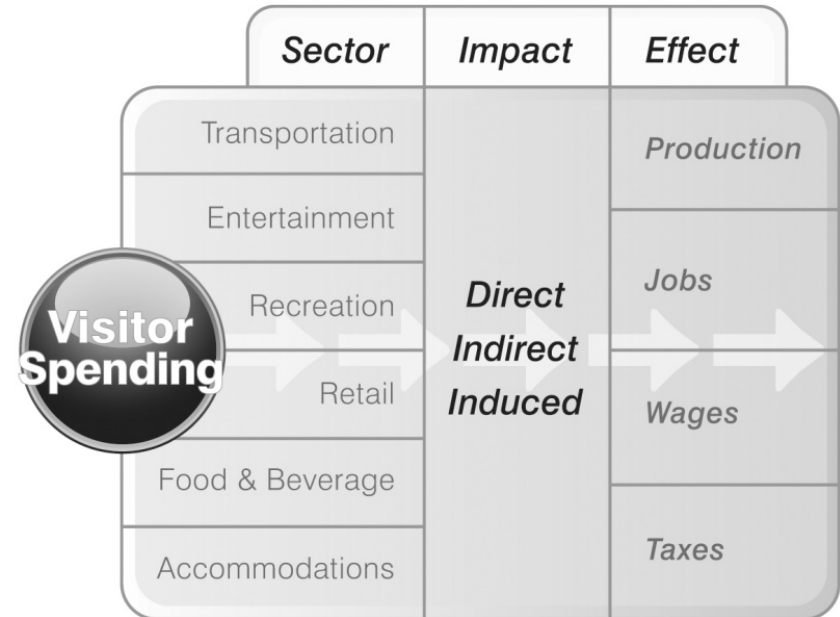 Sector
Impact
Effect
Visitor
Spending
Transportation
Entertainment
Recreation
Retail
Food & Beverage
Accommodations
Direct
Indirect
Induced
Production
Jobs
Wages
Taxes